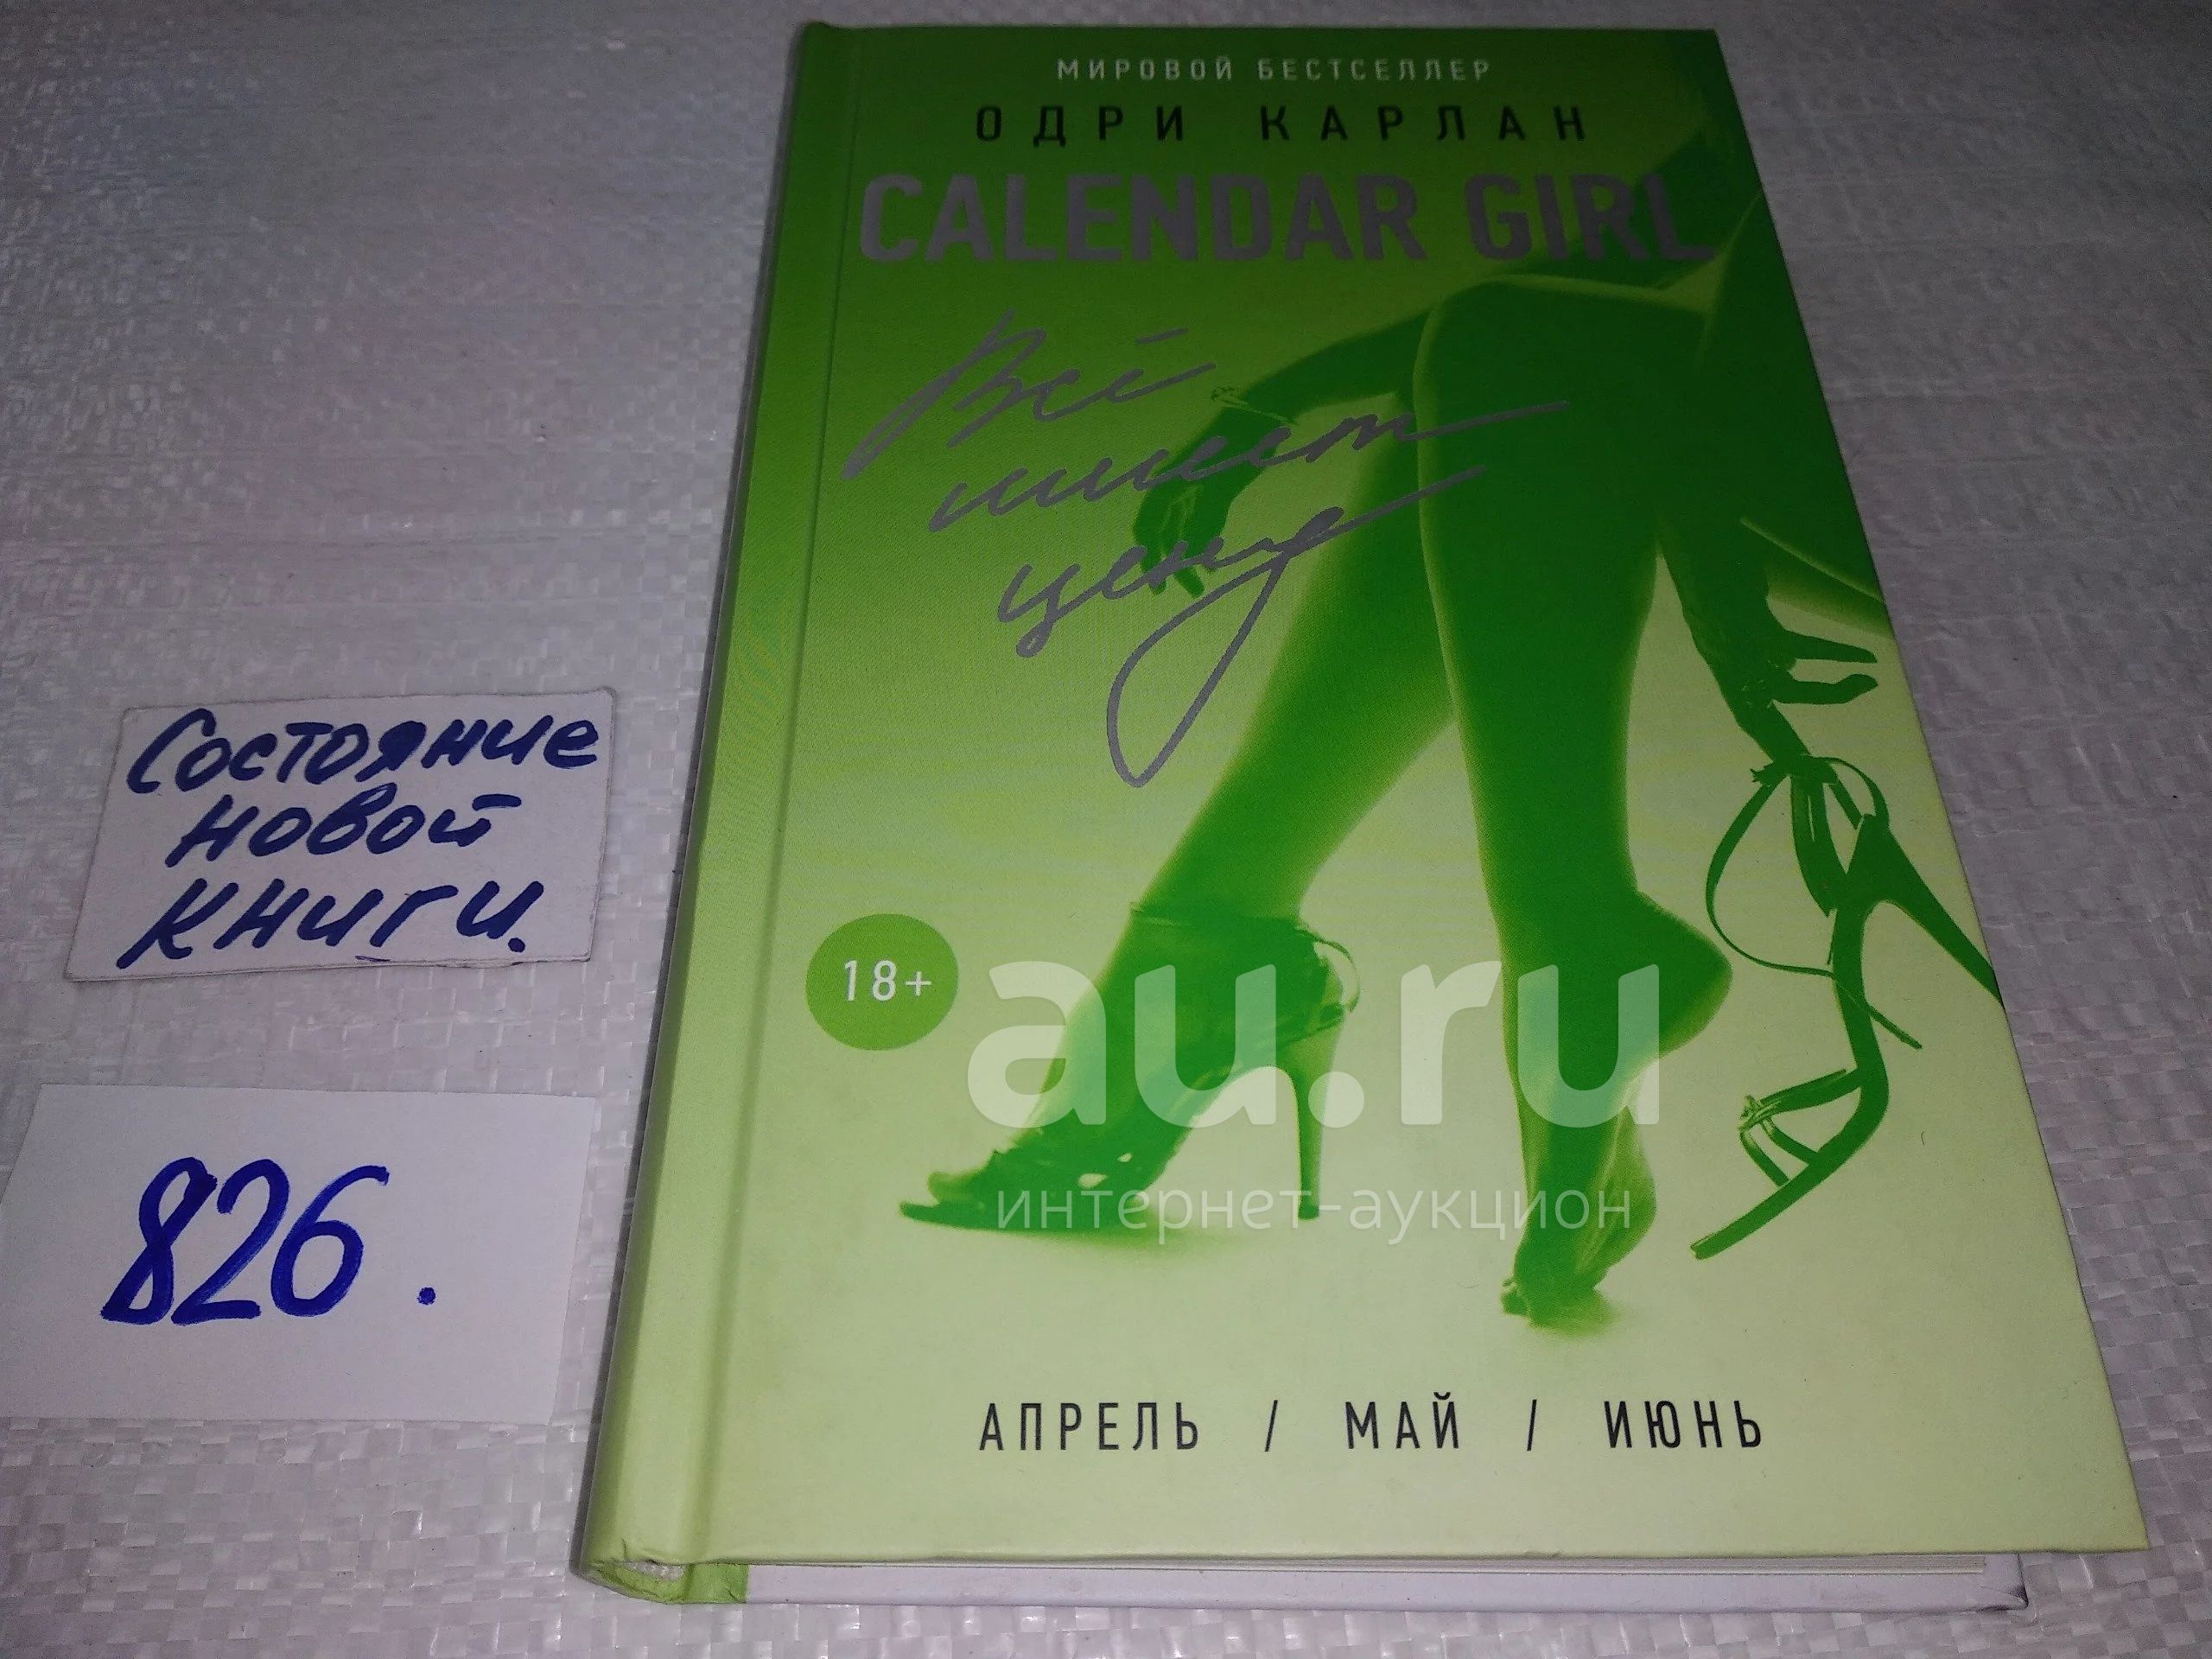 МИРОВОЙ БЕСТСЕЛЛЕР
ОДРИ КАРЛАН
CALENDAR GIRL
Всё
имеет
цену
Состояние
новой
книги.
18+
au.ru
интернет-аукцион
826.
АПРЕЛЬ / МАЙ / ИЮНЬ